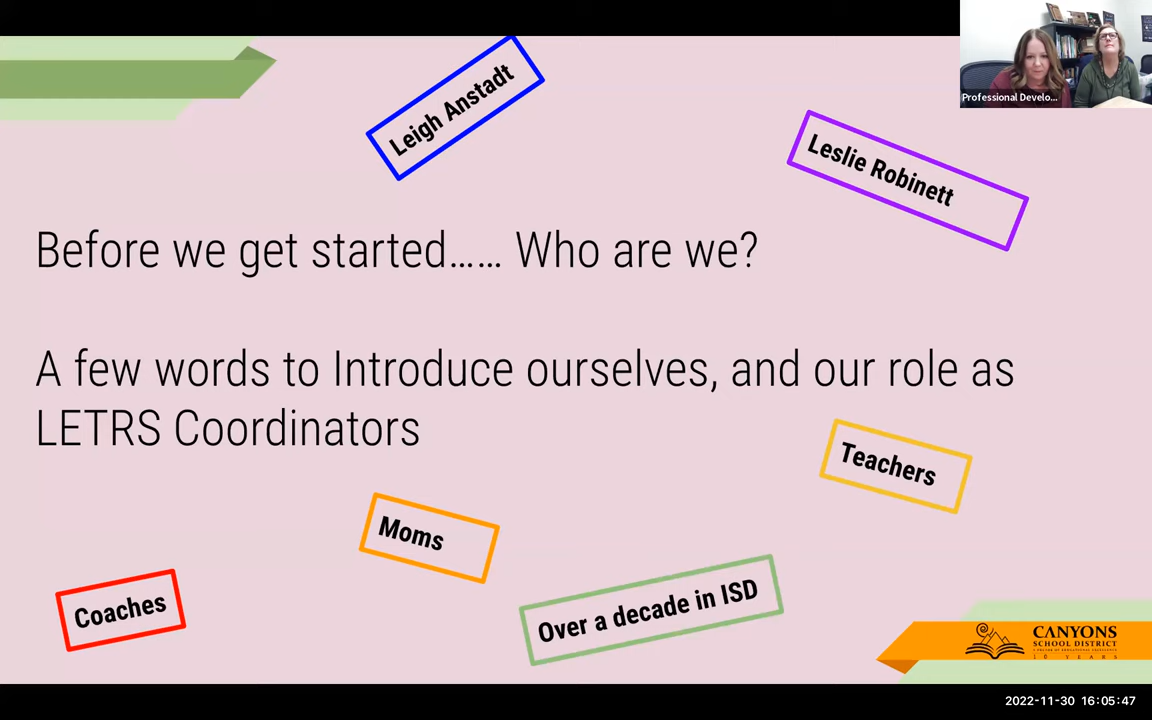 Professional Develo...
Leigh Anstadt
Leslie Robinett
Before we get started...... Who are we?
A few words to Introduce ourselves, and our role as
LETRS Coordinators
Teachers
Moms
Coaches
Over a decade in ISD
CANYONS
SCHOOL DISTRICT
10 YEARS
2022-11-30 16:05:47